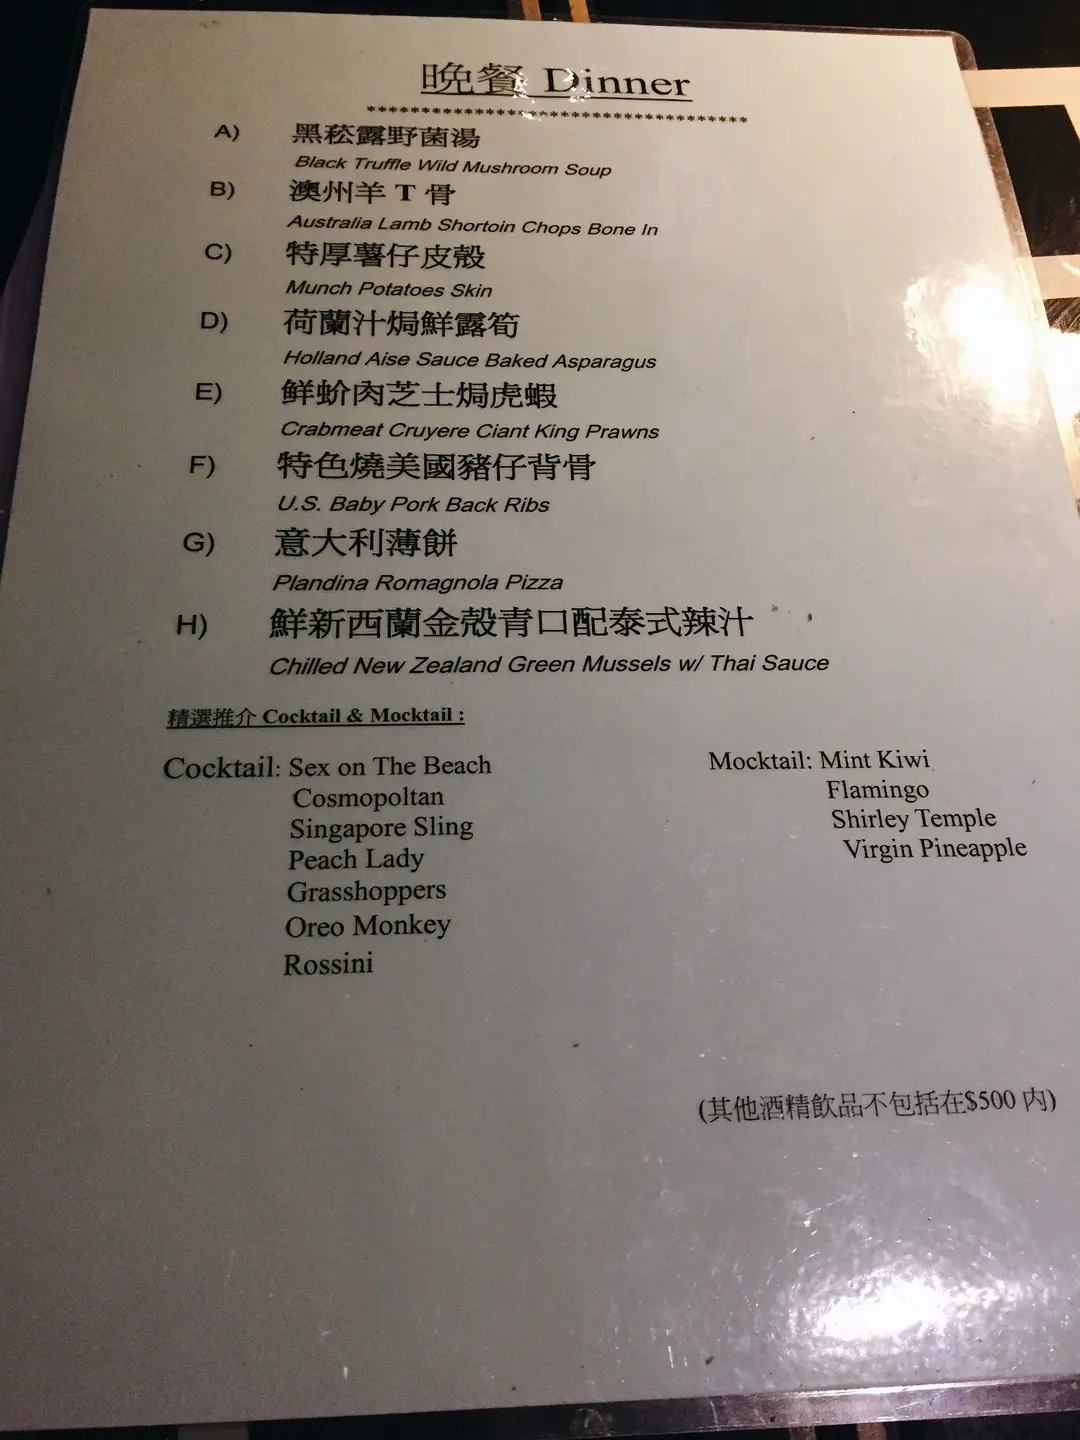 晚餐 Dinner
**********************************
A) 黑菘露野菌湯
Black Truffle Wild Mushroom Soup
B) 澳州羊 T 骨
Australia Lamb Shortoin Chops Bone In
C) 特厚薯仔皮殼
Munch Potatoes Skin
D) 荷蘭汁焗鮮露筍
Holland Aise Sauce Baked Asparagus
E) 鮮蚧肉芝士焗虎蝦
Crabmeat Cruyere Ciant King Prawns
F) 特色燒美國豬仔背骨
U.S. Baby Pork Back Ribs
G) 意大利薄餅
Plandina Romagnola Pizza
H) 鮮新西蘭金殼青口配泰式辣汁
Chilled New Zealand Green Mussels w/ Thai Sauce
精選推介 Cocktail & Mocktail :
Cocktail: Sex on The Beach
Cosmopoltan
Singapore Sling
Peach Lady
Grasshoppers
Oreo Monkey
Rossini
Mocktail: Mint Kiwi
Flamingo
Shirley Temple
Virgin Pineapple
(其他酒精飲品不包括在$500 內)